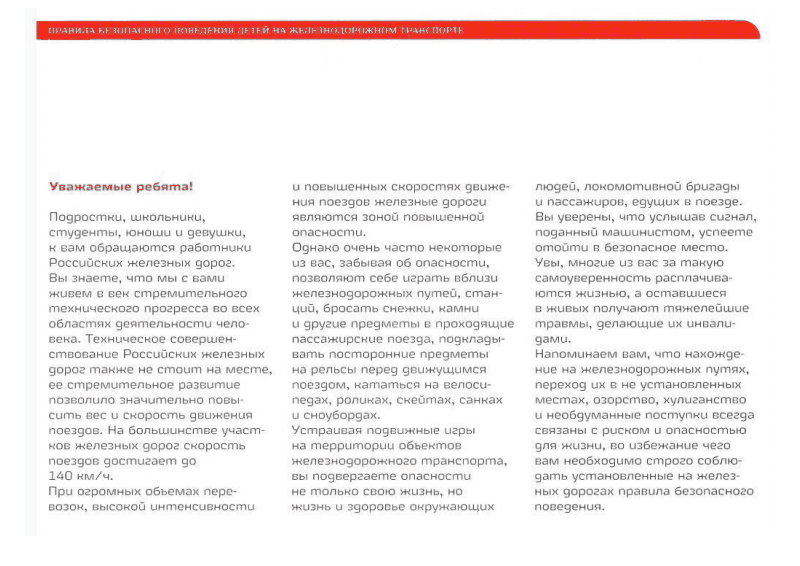 ПРАВИЛА БЕЗОПАСНОГО ПОВЕДЕНИЯ ДЕТЕЙ НА ЖЕЛЕЗНОДОРОЖНОМ ТРАНСПОРТЕ
Уважаемые ребята!
Подростки, школьники,
студенты, юноши и девушки,
к вам обращаются работники
Российских железных дорог.
Вы знаете, что мы с вами
живем в век стремительного
технического прогресса во всех
областях деятельности чело-
века. Техническое совершен-
ствование Российских железных
дорог также не стоит на месте,
ее стремительное развитие
позволило значительно повы-
сить вес и скорость движения
поездов. На большинстве участ-
ков железных дорог скорость
поездов достигает до
140 км/ч.
При огромных объемах пере-
возок, высокой интенсивности
и повышенных скоростях движе-
ния поездов железные дороги
являются зоной повышенной
опасности.
Однако очень часто некоторые
из вас, забывая об опасности,
позволяют себе играть вблизи
железнодорожных путей, стан-
ций, бросать снежки, камни
и другие предметы в проходящие
пассажирские поезда, подклады-
вать посторонние предметы
на рельсы перед движущимся
поездом, кататься на велоси-
педах, роликах, скейтах, санках
и сноубордах.
Устраивая подвижные игры
на территории объектов
железнодорожного транспорта,
вы подвергаете опасности
не только свою жизнь, но
жизнь и здоровье окружающих
людей, локомотивной бригады
и пассажиров, едущих в поезде.
Вы уверены, что услышав сигнал,
поданный машинистом, успеете
отойти в безопасное место.
Увы, многие из вас за такую
самоуверенность расплачива-
ются жизнью, а оставшиеся
в живых получают тяжелейшие
травмы, делающие их инвали-
дами.
Напоминаем вам, что нахожде-
ние на железнодорожных путях,
переход их в не установленных
местах, озорство, хулиганство
и необдуманные поступки всегда
связаны с риском и опасностью
для жизни, во избежание чего
вам необходимо строго соблю-
дать установленные на желез-
ных дорогах правила безопасного
поведения.